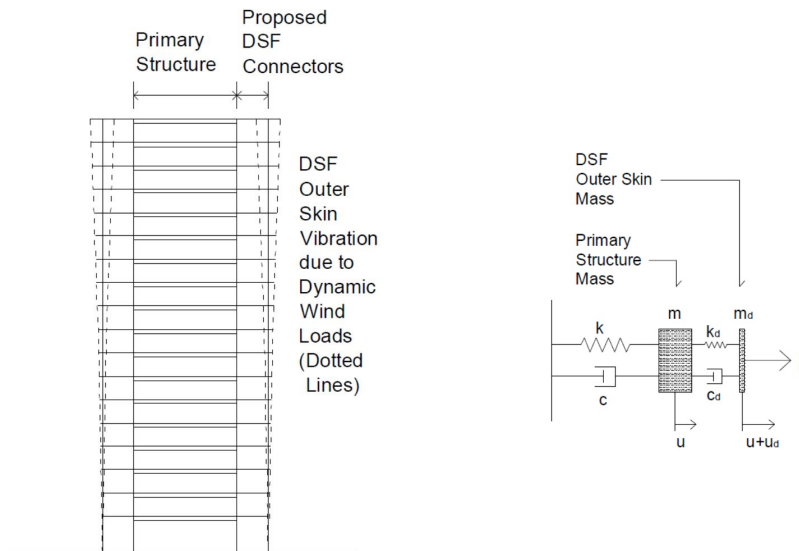 Primary
Structure
Proposed
DSF
Connectors
DSF
Outer
Skin
Vibration
due to
Dynamic
Wind
Loads
(Dotted
Lines)
DSF
Outer Skin
Mass
Primary
Structure
Mass
m
md
k
kd
c
cd
u
u+ud